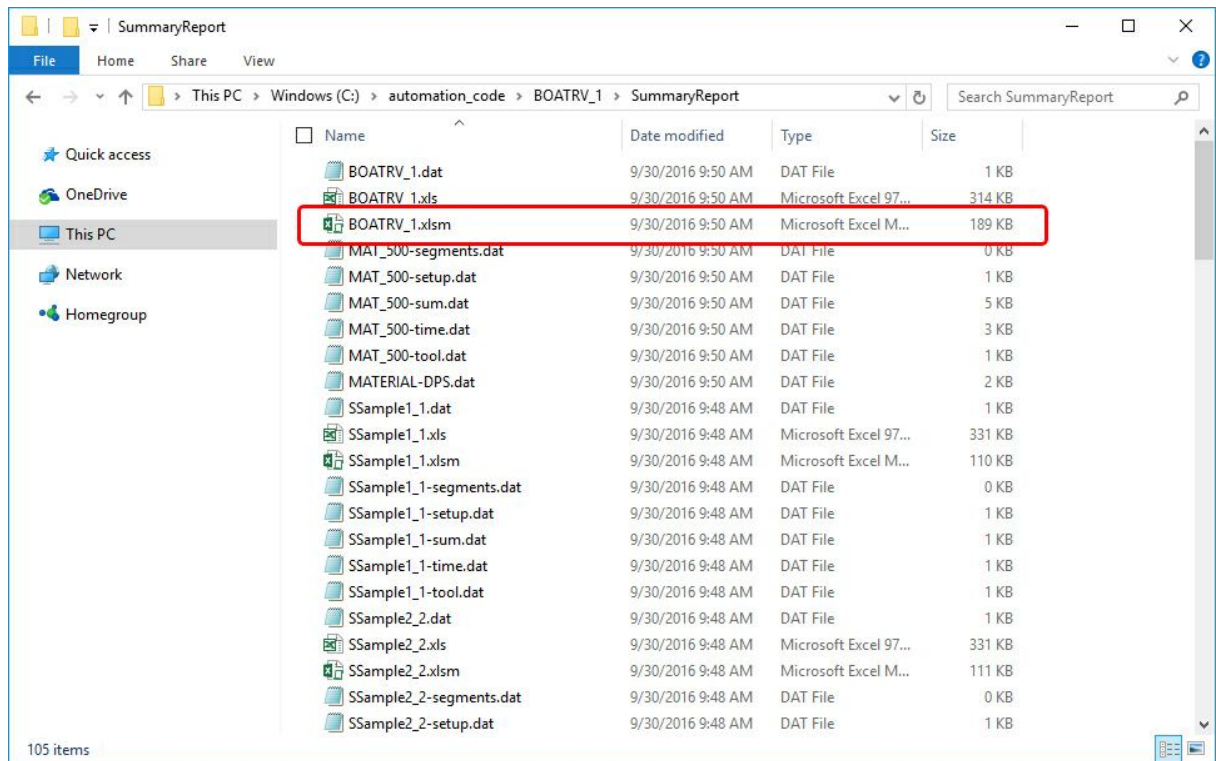 SummaryReport
File Home Share View
This PC > Windows (C:) > automation_code > BOATRV_1 > SummaryReport
Search SummaryReport
Quick access
OneDrive
This PC
Network
Homegroup
Name Date modified Type Size
BOATRV_1.dat 9/30/2016 9:50 AM DAT File 1 KB
BOATRV_1.xls 9/30/2016 9:50 AM Microsoft Excel 97... 314 KB
BOATRV_1.xlsm 9/30/2016 9:50 AM Microsoft Excel M... 189 KB
MAT_500-segments.dat 9/30/2016 9:50 AM DAT File 0 KB
MAT_500-setup.dat 9/30/2016 9:50 AM DAT File 1 KB
MAT_500-sum.dat 9/30/2016 9:50 AM DAT File 5 KB
MAT_500-time.dat 9/30/2016 9:50 AM DAT File 3 KB
MAT_500-tool.dat 9/30/2016 9:50 AM DAT File 1 KB
MATERIAL-DPS.dat 9/30/2016 9:50 AM DAT File 2 KB
SSample1_1.dat 9/30/2016 9:48 AM DAT File 1 KB
SSample1_1.xls 9/30/2016 9:48 AM Microsoft Excel 97... 331 KB
SSample1_1.xlsm 9/30/2016 9:48 AM Microsoft Excel M... 110 KB
SSample1_1-segments.dat 9/30/2016 9:48 AM DAT File 0 KB
SSample1_1-setup.dat 9/30/2016 9:48 AM DAT File 1 KB
SSample1_1-sum.dat 9/30/2016 9:48 AM DAT File 1 KB
SSample1_1-time.dat 9/30/2016 9:48 AM DAT File 1 KB
SSample1_1-tool.dat 9/30/2016 9:48 AM DAT File 1 KB
SSample2_2.dat 9/30/2016 9:48 AM DAT File 1 KB
SSample2_2.xls 9/30/2016 9:48 AM Microsoft Excel 97... 331 KB
SSample2_2.xlsm 9/30/2016 9:48 AM Microsoft Excel M... 111 KB
SSample2_2-segments.dat 9/30/2016 9:48 AM DAT File 0 KB
SSample2_2-setup.dat 9/30/2016 9:48 AM DAT File 1 KB
105 items